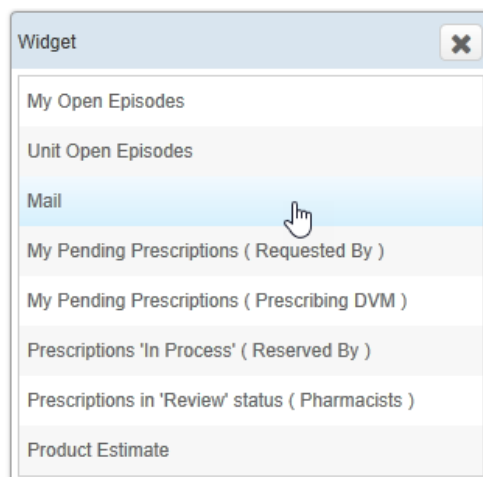 Widget
My Open Episodes
Unit Open Episodes
Mail
My Pending Prescriptions ( Requested By )
My Pending Prescriptions ( Prescribing DVM )
Prescriptions 'In Process' ( Reserved By )
Prescriptions in 'Review' status ( Pharmacists )
Product Estimate